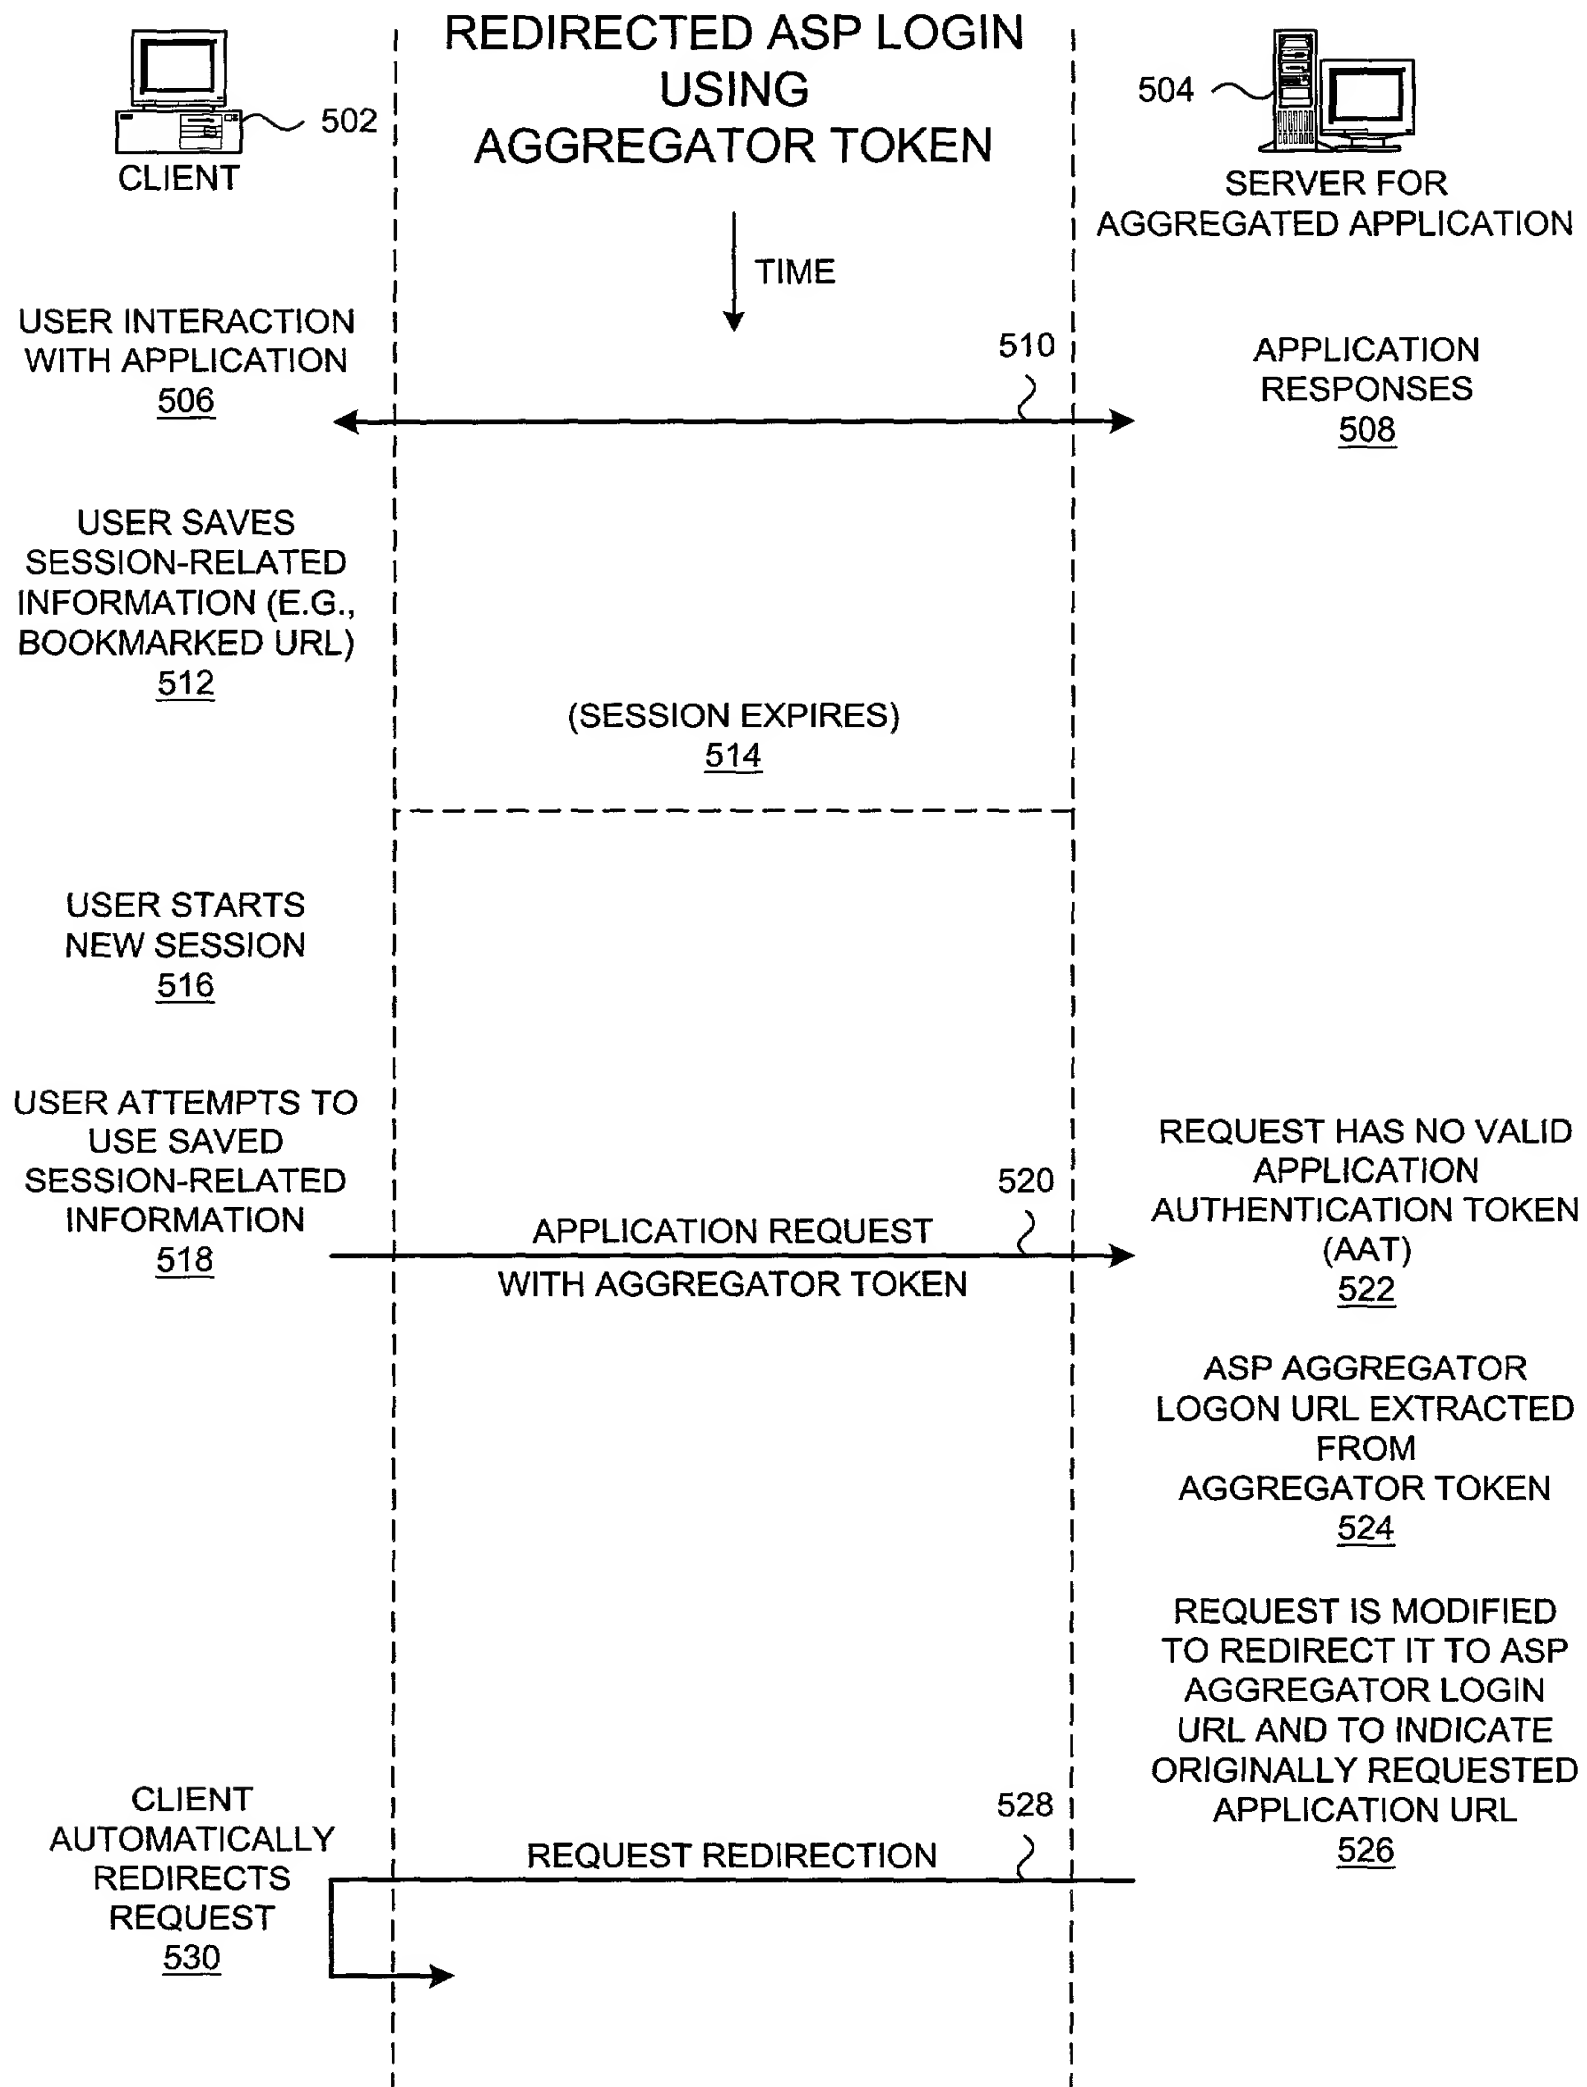 REDIRECTED ASP LOGIN
USING
AGGREGATOR TOKEN
502
CLIENT
504
SERVER FOR
AGGREGATED APPLICATION
TIME
USER INTERACTION
WITH APPLICATION
506
510
APPLICATION
RESPONSES
508
USER SAVES
SESSION-RELATED
INFORMATION (E.G.,
BOOKMARKED URL)
512
(SESSION EXPIRES)
514
USER STARTS
NEW SESSION
516
USER ATTEMPTS TO
USE SAVED
SESSION-RELATED
INFORMATION
518
520
APPLICATION REQUEST
WITH AGGREGATOR TOKEN
REQUEST HAS NO VALID
APPLICATION
AUTHENTICATION TOKEN
(AAT)
522
ASP AGGREGATOR
LOGON URL EXTRACTED
FROM
AGGREGATOR TOKEN
524
REQUEST IS MODIFIED
TO REDIRECT IT TO ASP
AGGREGATOR LOGIN
URL AND TO INDICATE
ORIGINALLY REQUESTED
APPLICATION URL
526
528
REQUEST REDIRECTION
CLIENT
AUTOMATICALLY
REDIRECTS
REQUEST
530